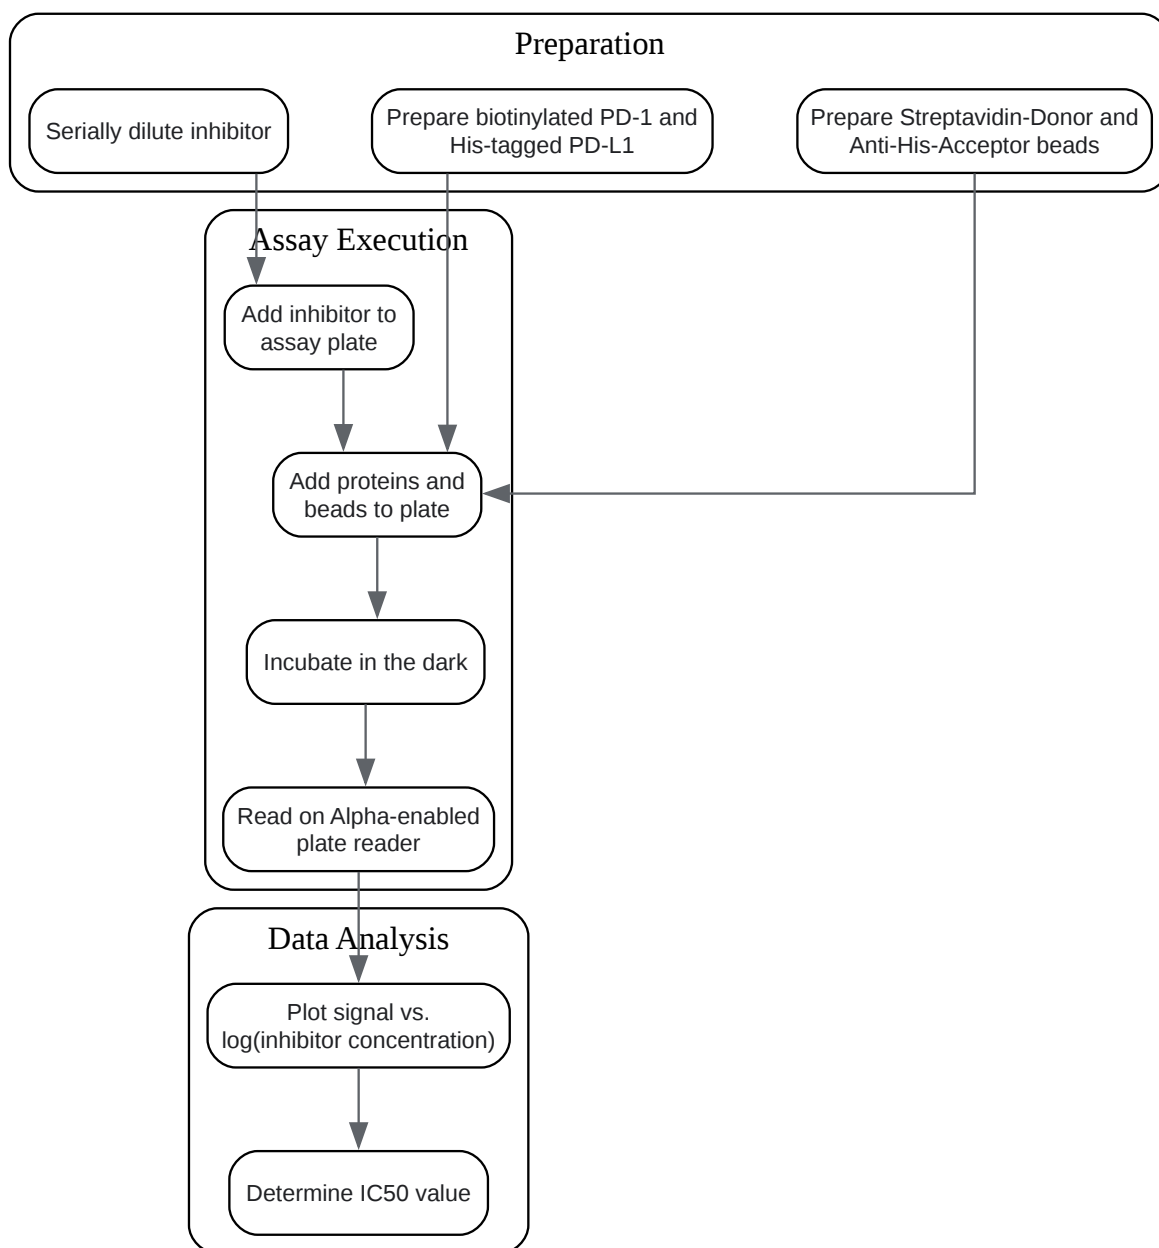 Preparation
Serially dilute inhibitor
Prepare biotinylated PD-1 and
His-tagged PD-L1
Prepare Streptavidin-Donor and
Anti-His-Acceptor beads
Assay Execution
Add inhibitor to
assay plate
Add proteins and
beads to plate
Incubate in the dark
Read on Alpha-enabled
plate reader
Data Analysis
Plot signal vs.
log(inhibitor concentration)
Determine IC50 value